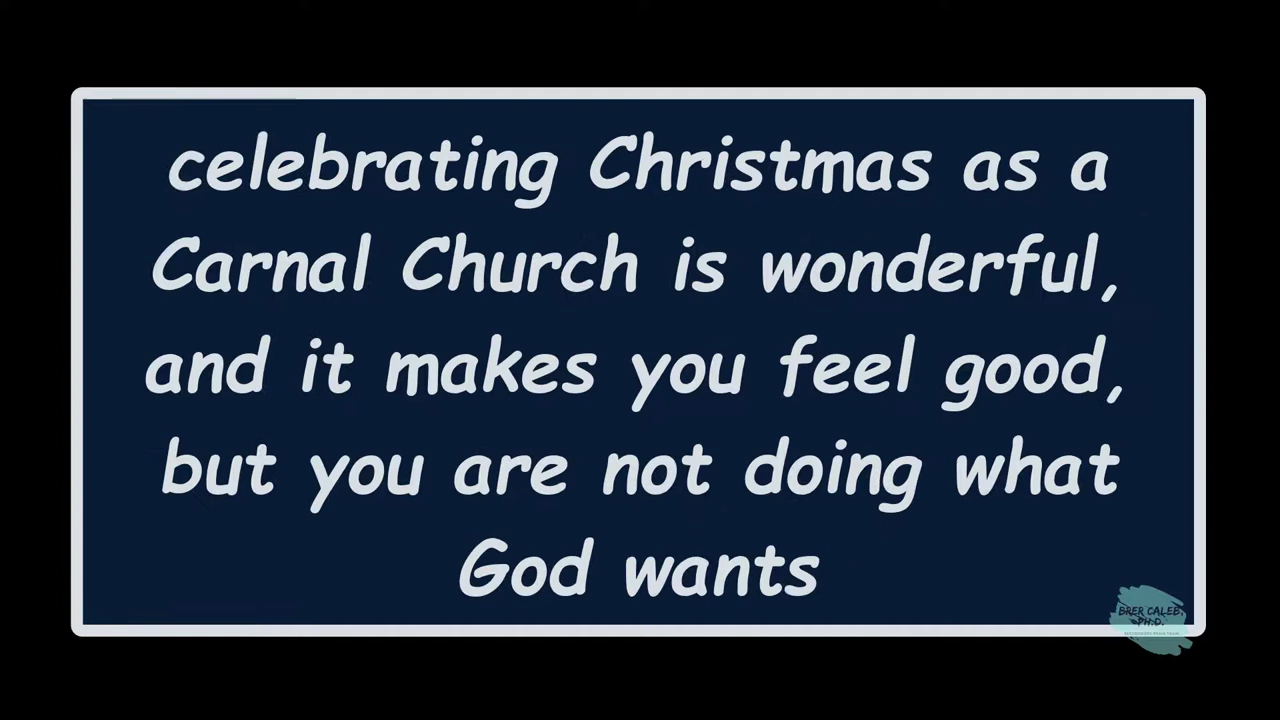 celebrating Christmas as a
Carnal Church is wonderful,
and it makes you feel good,
but you are not doing what
God wants
BRER CALEB,
PH.D.